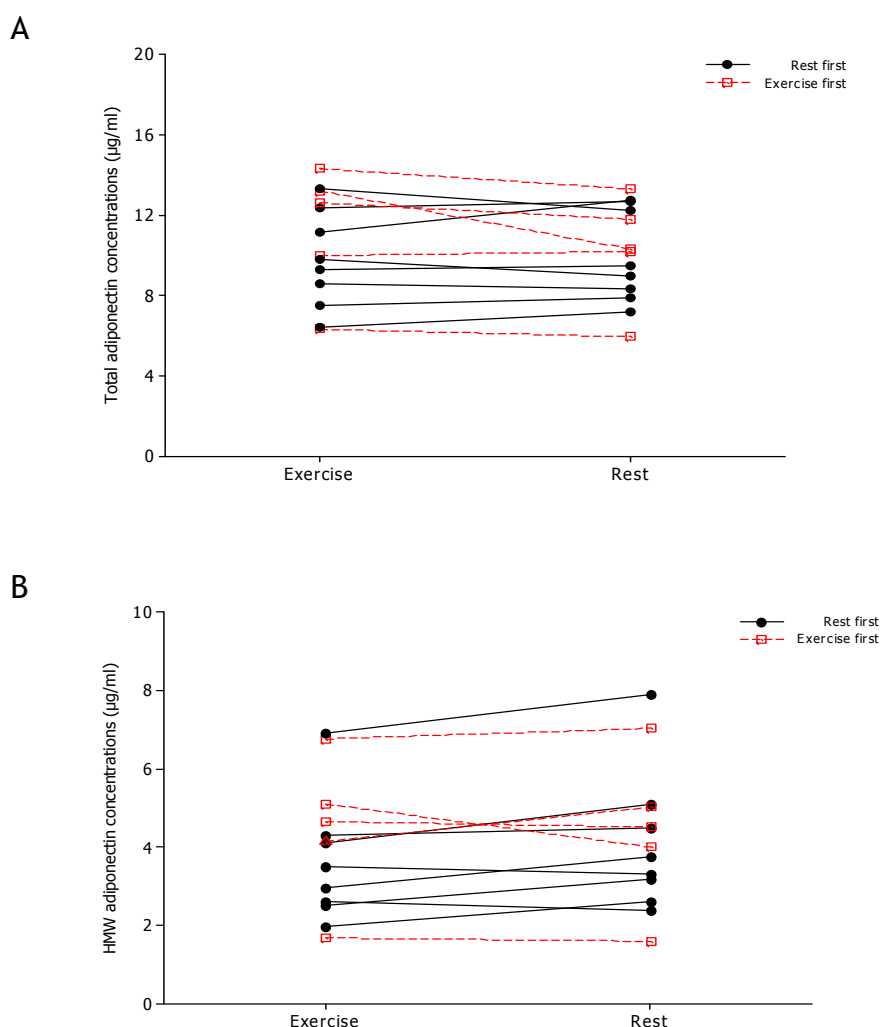 A
20
16
12
8
4
0
Total adiponectin concentrations (µg/ml)
Rest first
Exercise first
Exercise Rest
B
10
8
6
4
2
0
HMW adiponectin concentrations (µg/ml)
Rest first
Exercise first
Exercise Rest